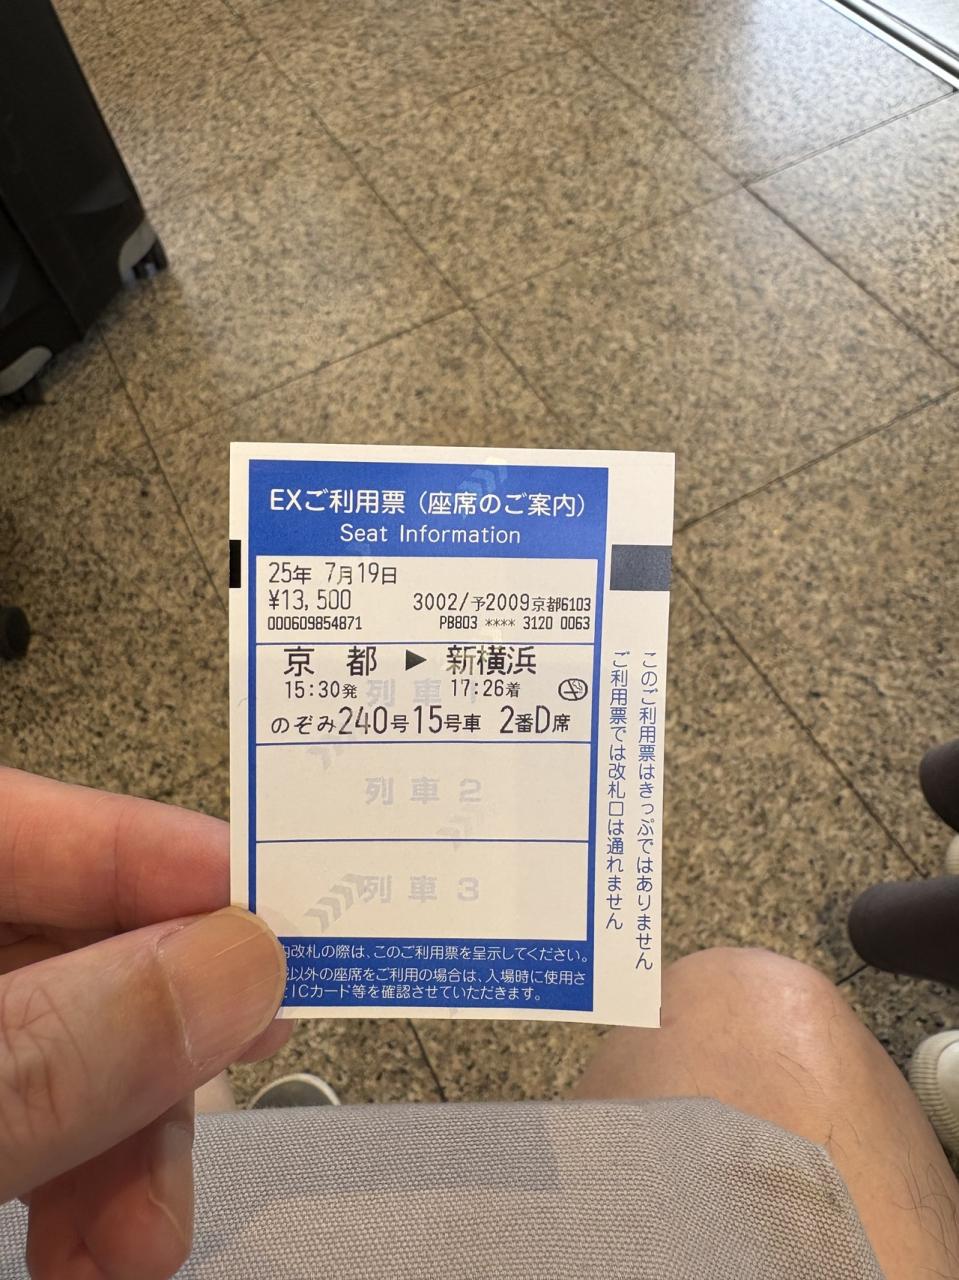 EXご利用票（座席のご案内）
Seat Information
25年 7月19日
¥13,500 3002/予2009京都6103
000609854871 PB803 **** 3120 0063
京 都 ▶ 新横浜
15:30発 17:26着
のぞみ240号15号車 2番D席
列車1
列車2
列車3
内改札の際は、このご利用票を呈示してください。
以外の座席をご利用の場合は、入場時に使用さ
ICカード等を確認させていただきます。
このご利用票はきっぷではありません
ご利用票では改札口は通れません